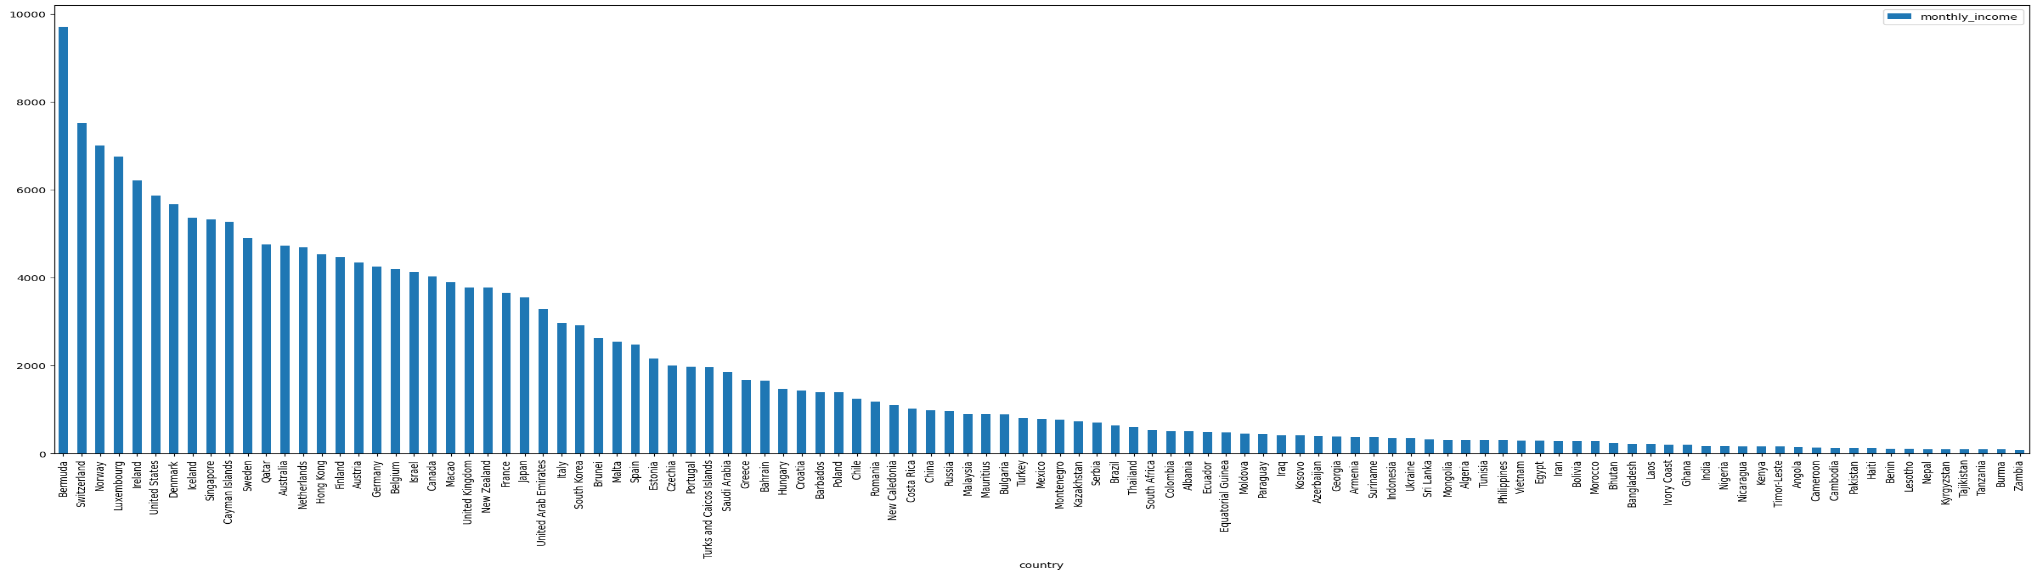 10000
8000
6000
4000
2000
0
monthly_income
Bermuda
Switzerland
Norway
Luxembourg
Ireland
United States
Denmark
Iceland
Singapore
Cayman Islands
Sweden
Qatar
Australia
Netherlands
Hong Kong
Finland
Austria
Germany
Belgium
Israel
Canada
Macao
United Kingdom
New Zealand
France
Japan
United Arab Emirates
Italy
South Korea
Brunei
Malta
Spain
Estonia
Czechia
Portugal
Turks and Caicos Islands
Saudi Arabia
Greece
Bahrain
Hungary
Croatia
Barbados
Poland
Chile
Romania
New Caledonia
Costa Rica
China
Russia
Malaysia
Mauritius
Bulgaria
Turkey
Mexico
Montenegro
Kazakhstan
Serbia
Brazil
Thailand
South Africa
Colombia
Albania
Ecuador
Equatorial Guinea
Moldova
Paraguay
Iraq
Kosovo
Azerbaijan
Georgia
Armenia
Suriname
Indonesia
Ukraine
Sri Lanka
Mongolia
Algeria
Tunisia
Philippines
Vietnam
Egypt
Iran
Bolivia
Morocco
Bhutan
Bangladesh
Laos
Ivory Coast
Ghana
India
Nigeria
Nicaragua
Kenya
Timor-Leste
Angola
Cameroon
Cambodia
Pakistan
Haiti
Benin
Lesotho
Nepal
Kyrgyzstan
Tajikistan
Tanzania
Burma
Zambia
country